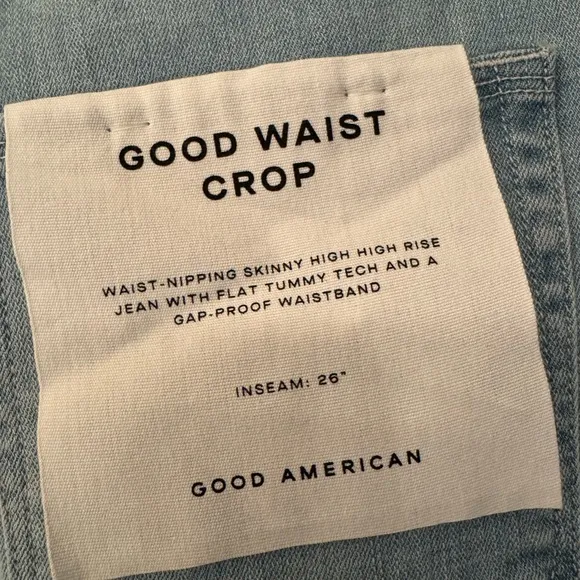 GOOD WAIST
CROP
WAIST-NIPPING SKINNY HIGH HIGH RISE
JEAN WITH FLAT TUMMY TECH AND A
GAP-PROOF WAISTBAND
INSEAM: 26"
GOOD AMERICAN